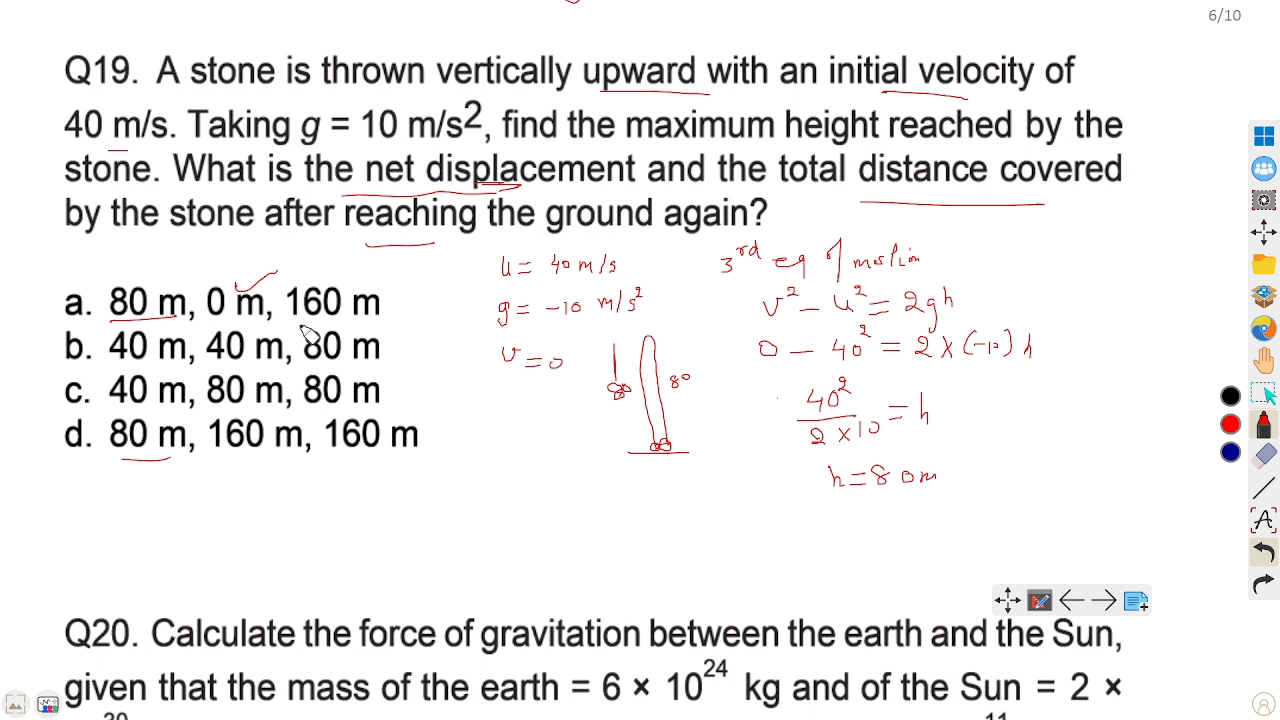 6/10
Q19. A stone is thrown vertically upward with an initial velocity of
40 m/s. Taking g = 10 m/s², find the maximum height reached by the
stone. What is the net displacement and the total distance covered
by the stone after reaching the ground again?
a. 80 m, 0 m, 160 m
b. 40 m, 40 m, 80 m
c. 40 m, 80 m, 80 m
d. 80 m, 160 m, 160 m
u = 40 m/s
g = -10 m/s²
v = 0
80
3rd eq of motion
v² - u² = 2gh
0 - 40² = 2 × (-10) h
40² / 2 × 10 = h
h = 80 m
Q20. Calculate the force of gravitation between the earth and the Sun,
given that the mass of the earth = 6 × 10²⁴ kg and of the Sun = 2 ×